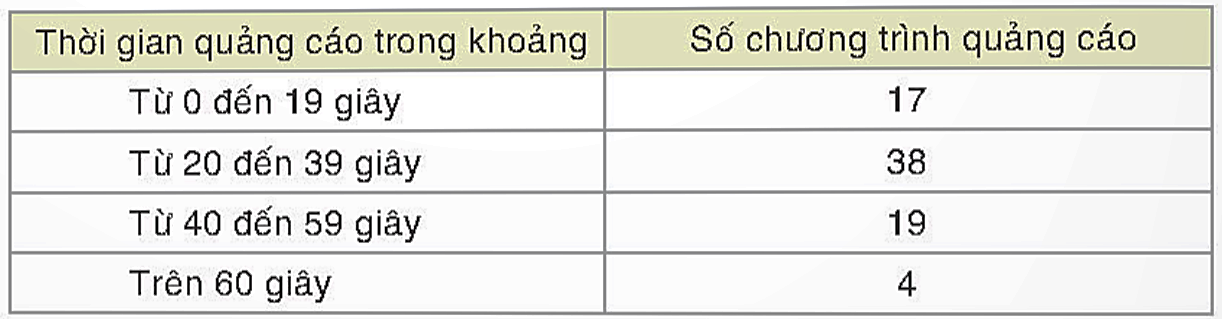 Thời gian quảng cáo trong khoảng Số chương trình quảng cáo
Từ 0 đến 19 giây 17
Từ 20 đến 39 giây 38
Từ 40 đến 59 giây 19
Trên 60 giây 4